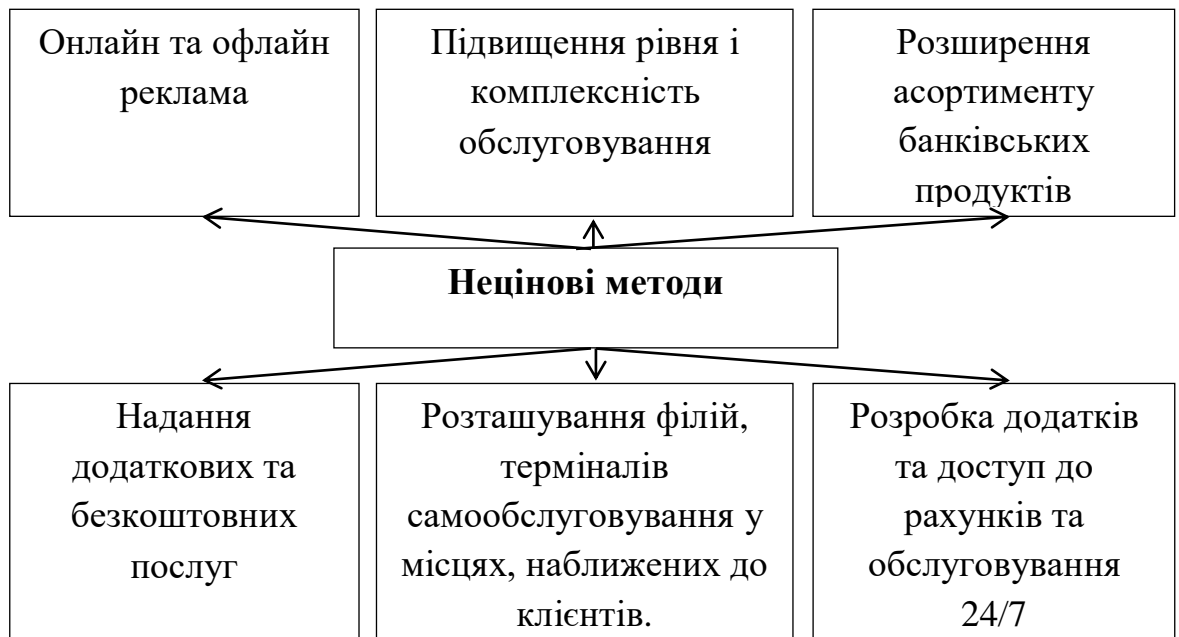 Онлайн та офлайн
реклама
Підвищення рівня і
комплексність
обслуговування
Розширення
асортименту
банківських
продуктів
Нецінові методи
Надання
додаткових та
безкоштовних
послуг
Розташування філій,
терміналів
самообслуговування у
місцях, наближених до
клієнтів.
Розробка додатків
та доступ до
рахунків та
обслуговування
24/7